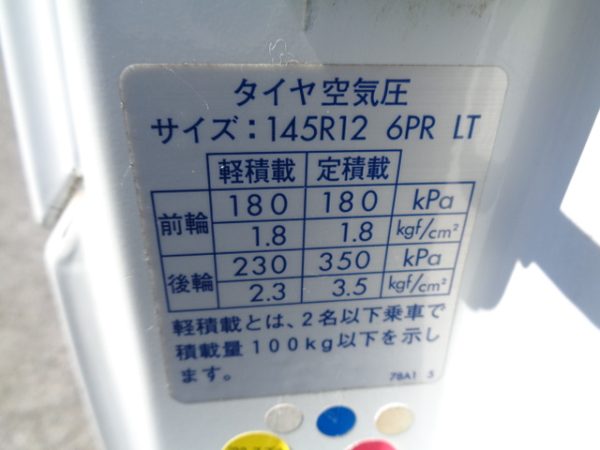 タイヤ空気圧
サイズ：145R12 6PR LT
軽積載 定積載
前輪 180 180 kPa
1.8 1.8 kgf/cm²
後輪 230 350 kPa
2.3 3.5 kgf/cm²
軽積載とは、2名以下乗車で
積載量100kg以下を示し
ます。
78A1 5